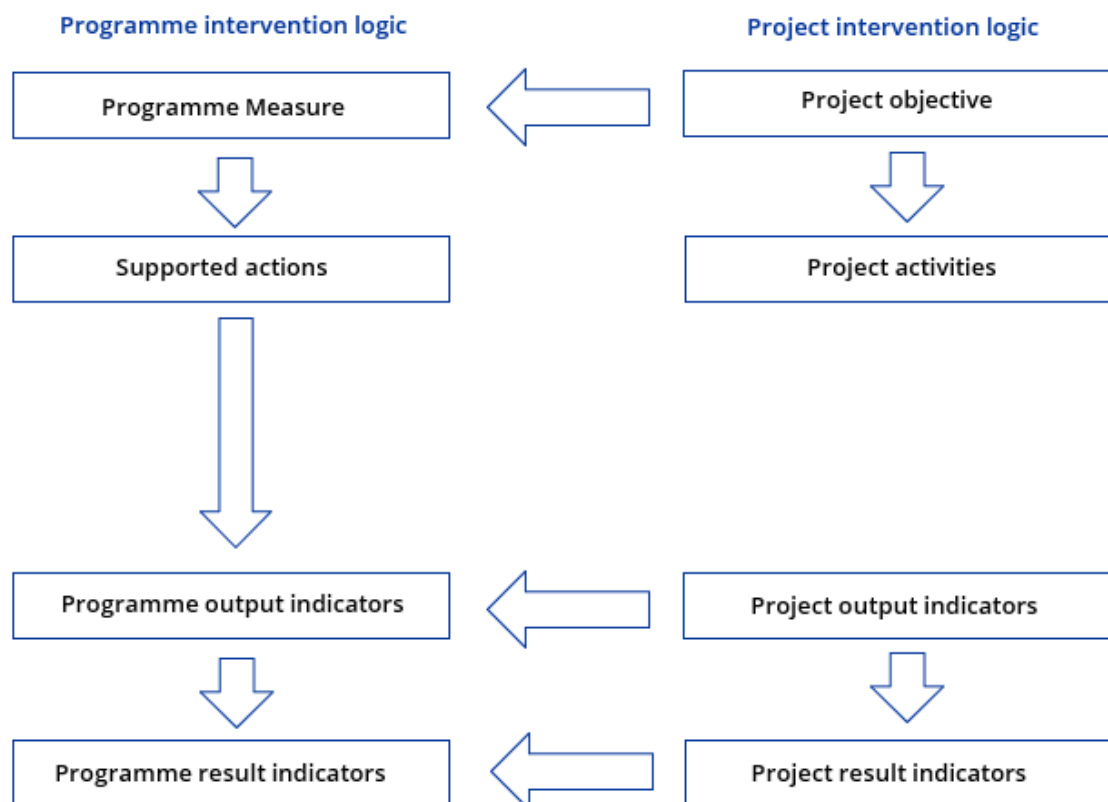 Programme intervention logic
Project intervention logic
Programme Measure
Project objective
Supported actions
Project activities
Programme output indicators
Project output indicators
Programme result indicators
Project result indicators